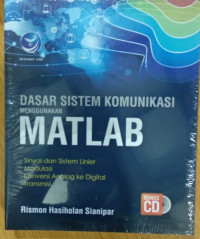 DASAR SISTEM KOMUNIKASI
MENGGUNAKAN
MATLAB
Sinyal dan Sistem Linier
Modulasi
Konversi Analog ke Digital
Transmisi
CD
Rismon Hasiholan Sianipar